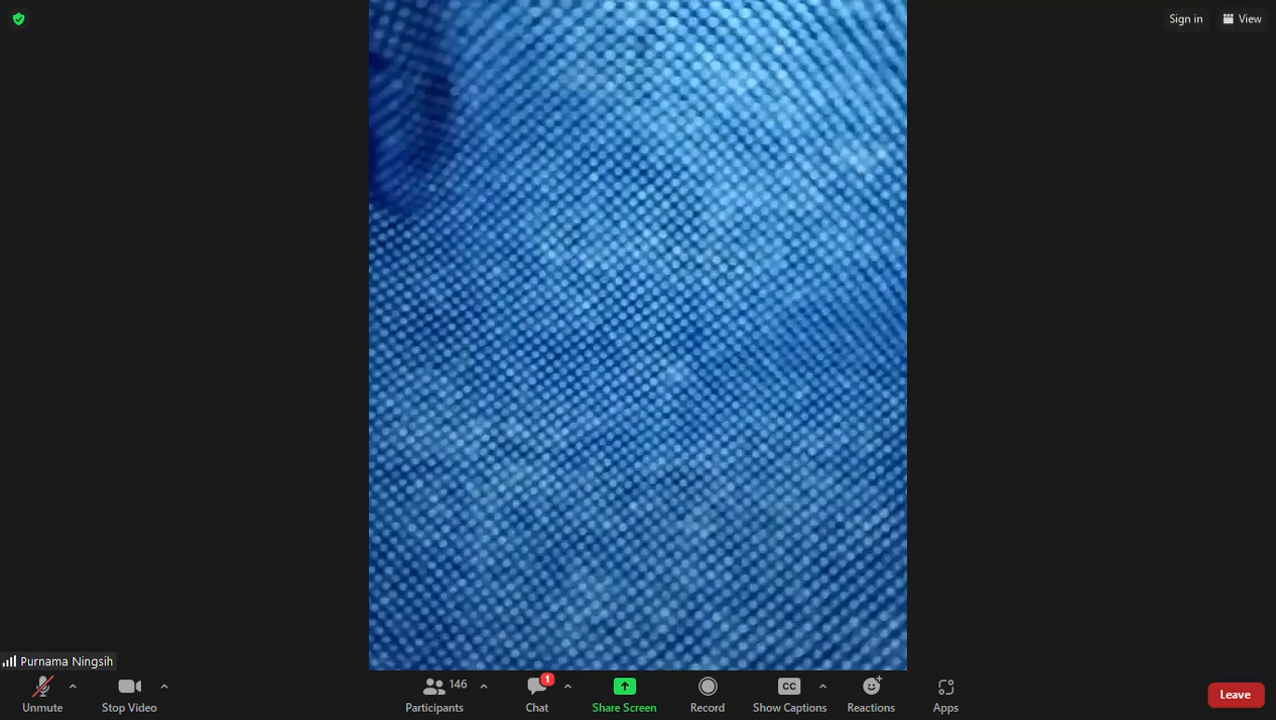 Sign in
View
Purnama Ningsih
146
1
CC
Unmute
Stop Video
Participants
Chat
Share Screen
Record
Show Captions
Reactions
Apps
Leave